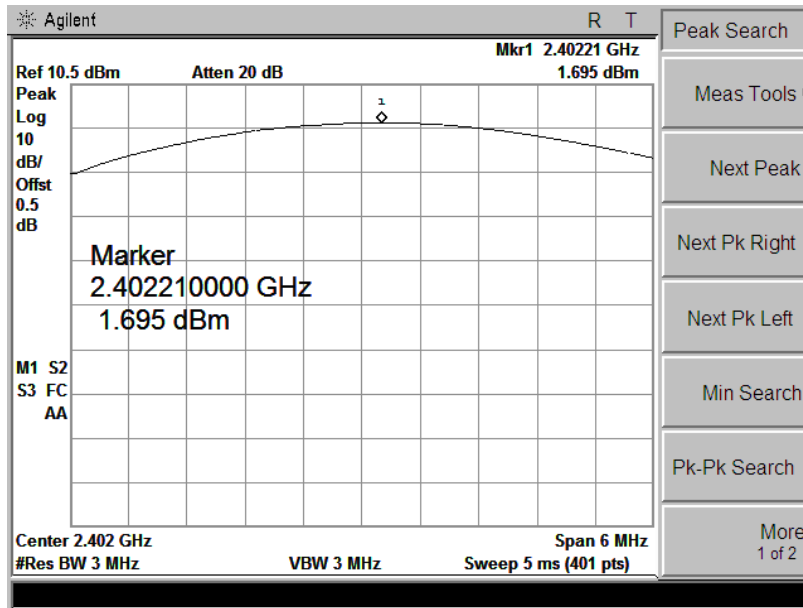 Agilent R T
Mkr1 2.40221 GHz
Ref 10.5 dBm Atten 20 dB 1.695 dBm
Peak
Log
10
dB/
Offst
0.5
dB
1
Marker
2.402210000 GHz
1.695 dBm
M1 S2
S3 FC
AA
Center 2.402 GHz Span 6 MHz
#Res BW 3 MHz VBW 3 MHz Sweep 5 ms (401 pts)
Peak Search
Meas Tools
Next Peak
Next Pk Right
Next Pk Left
Min Search
Pk-Pk Search
More
1 of 2